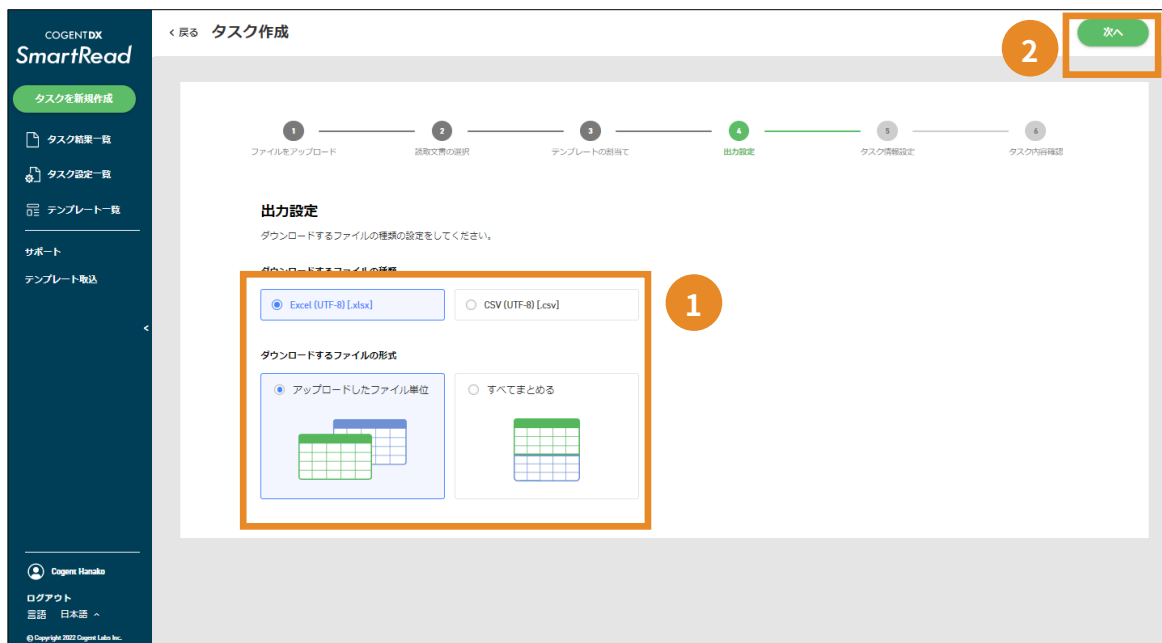 COGENTDX
SmartRead
タスクを新規作成
タスク結果一覧
タスク設定一覧
テンプレート一覧
サポート
テンプレート取込
<
Cogent Hanako
ログアウト
言語 日本語
© Copyright 2022 Cogent Labs Inc.
< 戻る タスク作成
2
次へ
1 2 3 4 5 6
ファイルをアップロード 読取文書の選択 テンプレートの割当て 出力設定 タスク情報設定 タスク内容確認
出力設定
ダウンロードするファイルの種類の設定をしてください。
ダウンロードするファイルの種類
Excel (UTF-8) [.xlsx] CSV (UTF-8) [.csv]
1
ダウンロードするファイルの形式
アップロードしたファイル単位 すべてまとめる